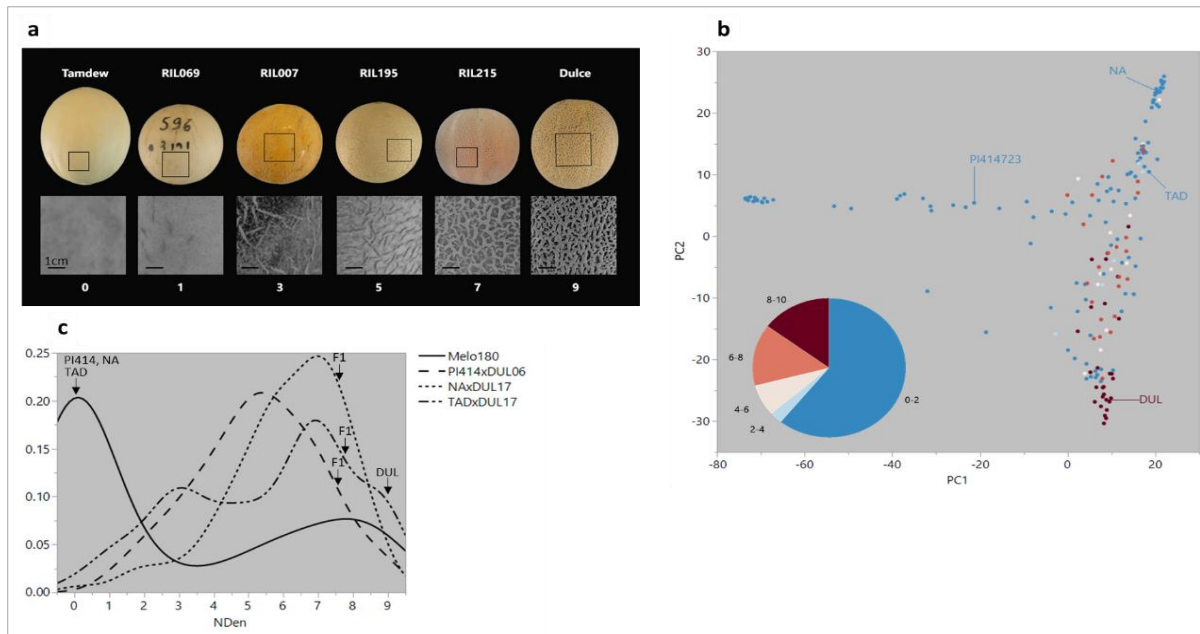 a
Tamdew RIL069 RIL007 RIL195 RIL215 Dulce
596
1cm
0 1 3 5 7 9
b
30
20
10
0
-10
-20
-30
PC2
-80 -60 -40 -20 0 20
PC1
NA
TAD
PI414723
DUL
8-10
6-8
4-6
2-4
0-2
c
0.25
0.20
0.15
0.10
0.05
0.00
PI414, NA
TAD
F1
F1
F1
DUL
0 1 2 3 4 5 6 7 8 9
NDen
Melo180
PI414xDUL06
NAxDUL17
TADxDUL17